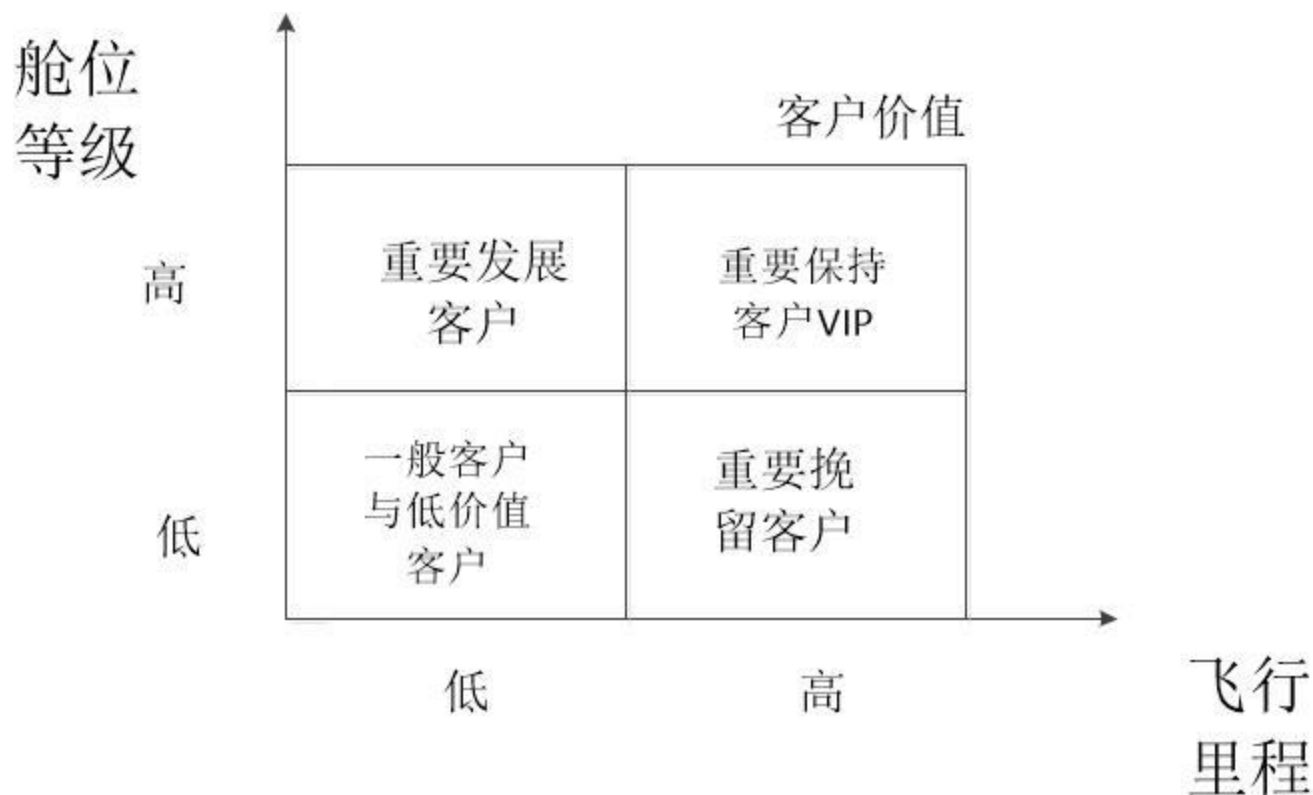 舱位
等级
客户价值
高
重要发展
客户
重要保持
客户VIP
低
一般客户
与低价值
客户
重要挽
留客户
低
高
飞行
里程